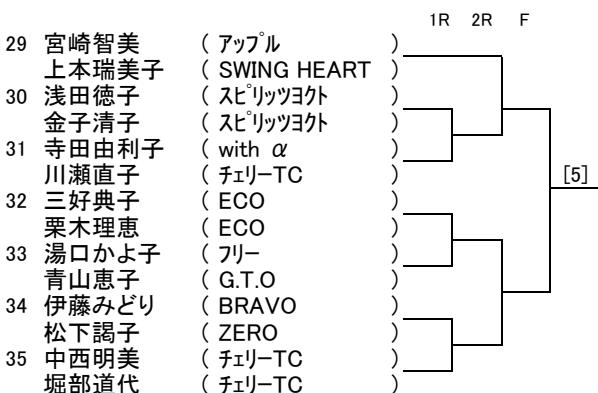 1R 2R F
29 宮崎智美 ( アップル )
上本瑞美子 ( SWING HEART )
30 浅田徳子 ( スピリッツヨクト )
金子清子 ( スピリッツヨクト )
31 寺田由利子 ( with α )
川瀬直子 ( チェリーTC )
[5]
32 三好典子 ( ECO )
栗木理恵 ( ECO )
33 湯口かよ子 ( フリー )
青山恵子 ( G.T.O )
34 伊藤みどり ( BRAVO )
松下謁子 ( ZERO )
35 中西明美 ( チェリーTC )
堀部道代 ( チェリーTC )